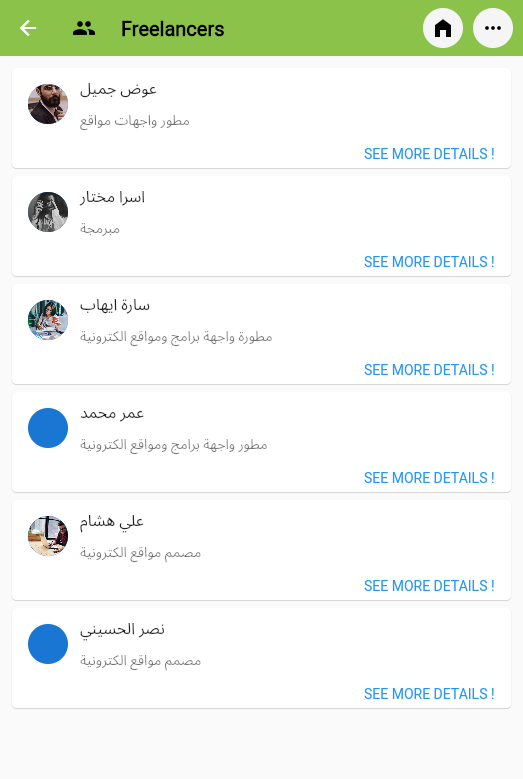 Freelancers
عوض جميل
مطور واجهات مواقع
SEE MORE DETAILS !
اسرا مختار
مبرمجة
SEE MORE DETAILS !
سارة ايهاب
مطورة واجهة برامج ومواقع الكترونية
SEE MORE DETAILS !
عمر محمد
مطور واجهة برامج ومواقع الكترونية
SEE MORE DETAILS !
علي هشام
مصمم مواقع الكترونية
SEE MORE DETAILS !
نصر الحسيني
مصمم مواقع الكترونية
SEE MORE DETAILS !